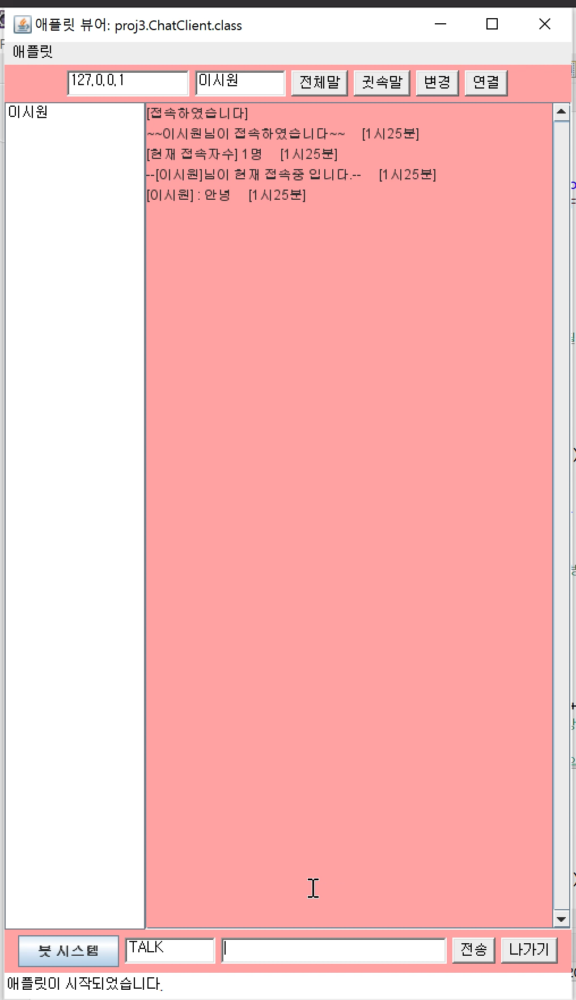 애플릿 뷰어: proj3.ChatClient.class
애플릿
127.0.0.1 이시원 전체말 귓속말 변경 연결
이시원
[접속하였습니다]
~~이시원님이 접속하였습니다~~ [1시25분]
[현재 접속자수] 1명 [1시25분]
--[이시원]님이 현재 접속중 입니다.-- [1시25분]
[이시원] : 안녕 [1시25분]
봇 시스템 TALK 전송 나가기
애플릿이 시작되었습니다.